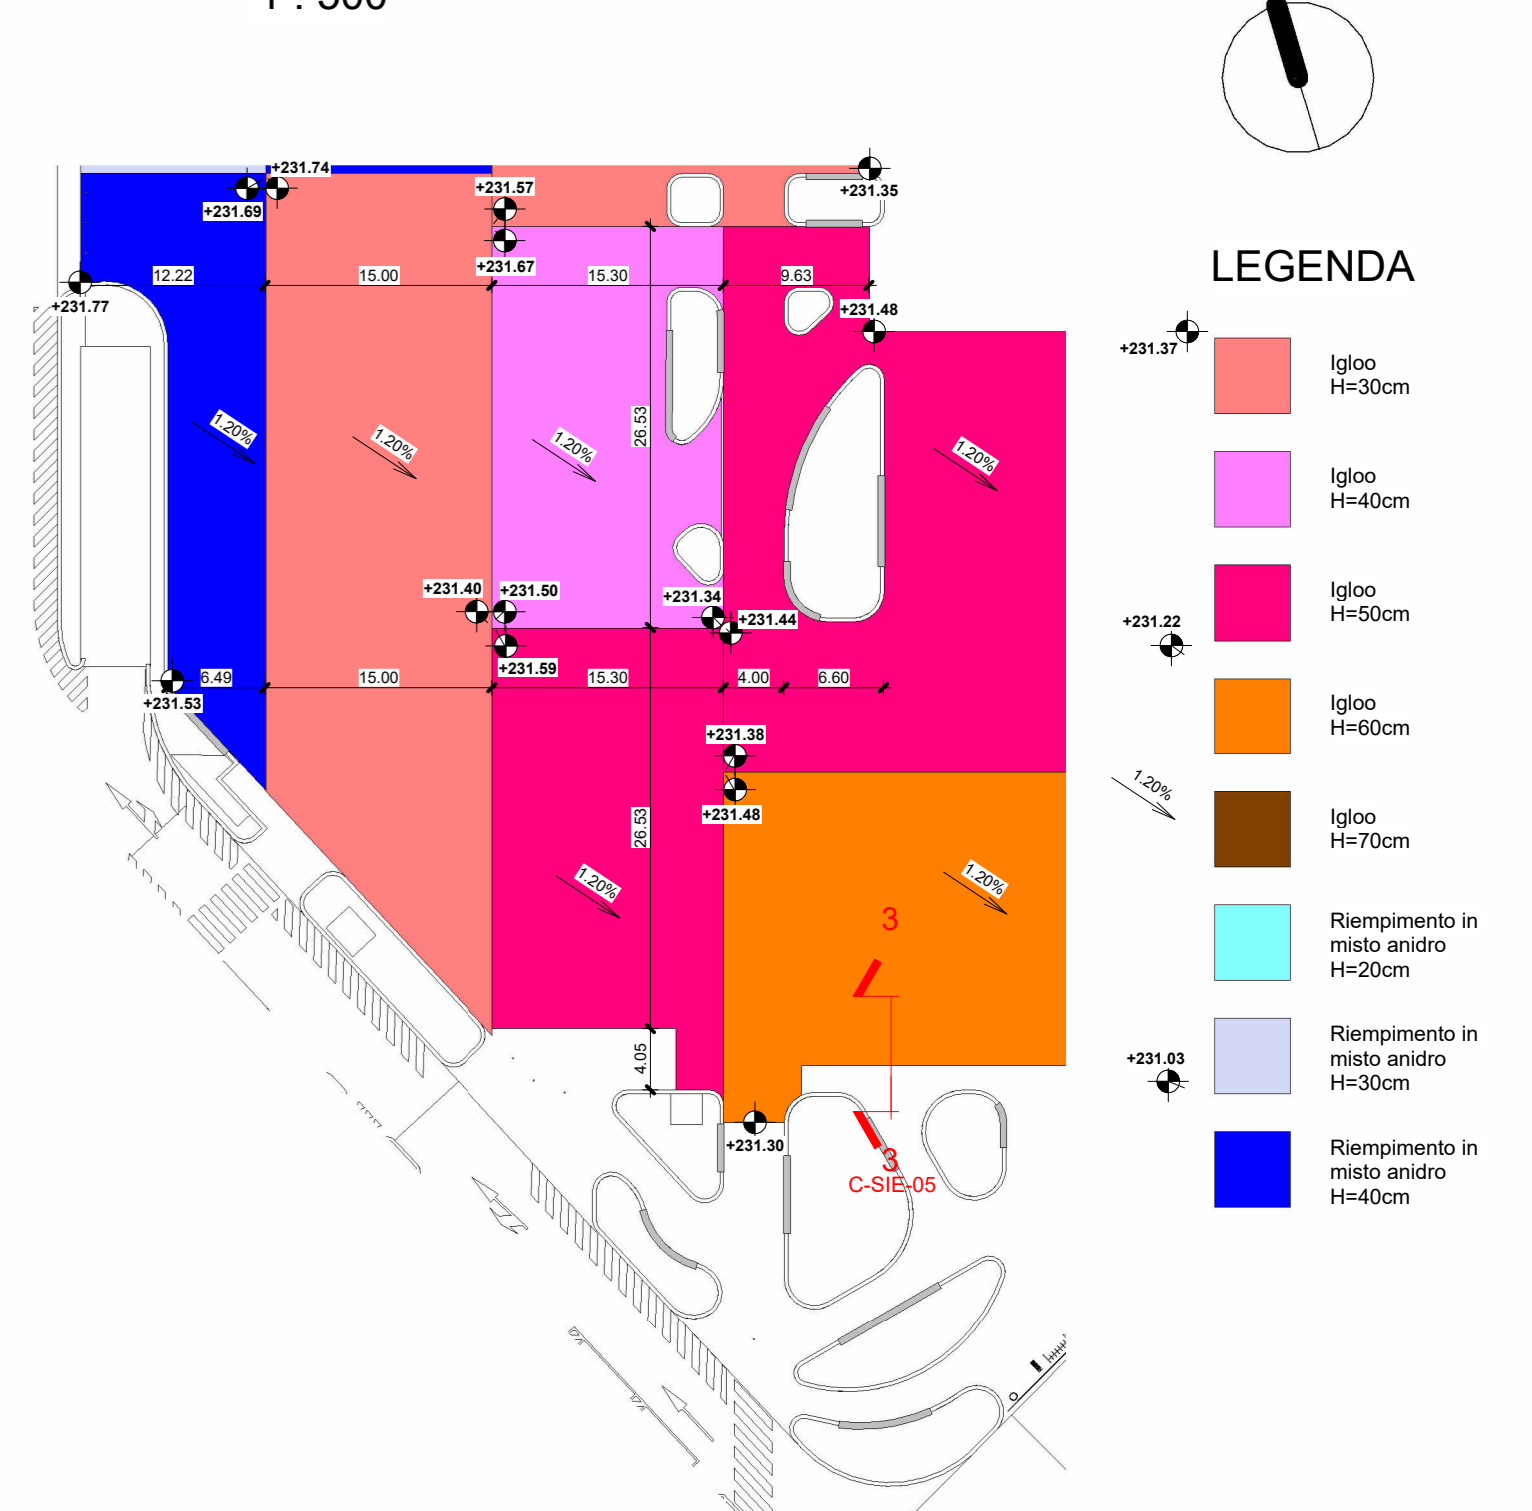 +231.74
+231.69
+231.57
+231.35
+231.67
12.22
15.00
15.30
9.63
+231.77
+231.48
LEGENDA
+231.37
Igloo
H=30cm
1.20%
1.20%
1.20%
26.53
1.20%
Igloo
H=40cm
+231.40
+231.50
+231.34
+231.44
Igloo
H=50cm
+231.22
+231.59
6.49
15.00
15.30
4.00
6.60
+231.53
+231.38
Igloo
H=60cm
+231.48
1.20%
26.53
Igloo
H=70cm
1.20%
1.20%
3
Riempimento in
misto anidro
H=20cm
4.05
+231.03
Riempimento in
misto anidro
H=30cm
+231.30
3
C-SIE-05
Riempimento in
misto anidro
H=40cm